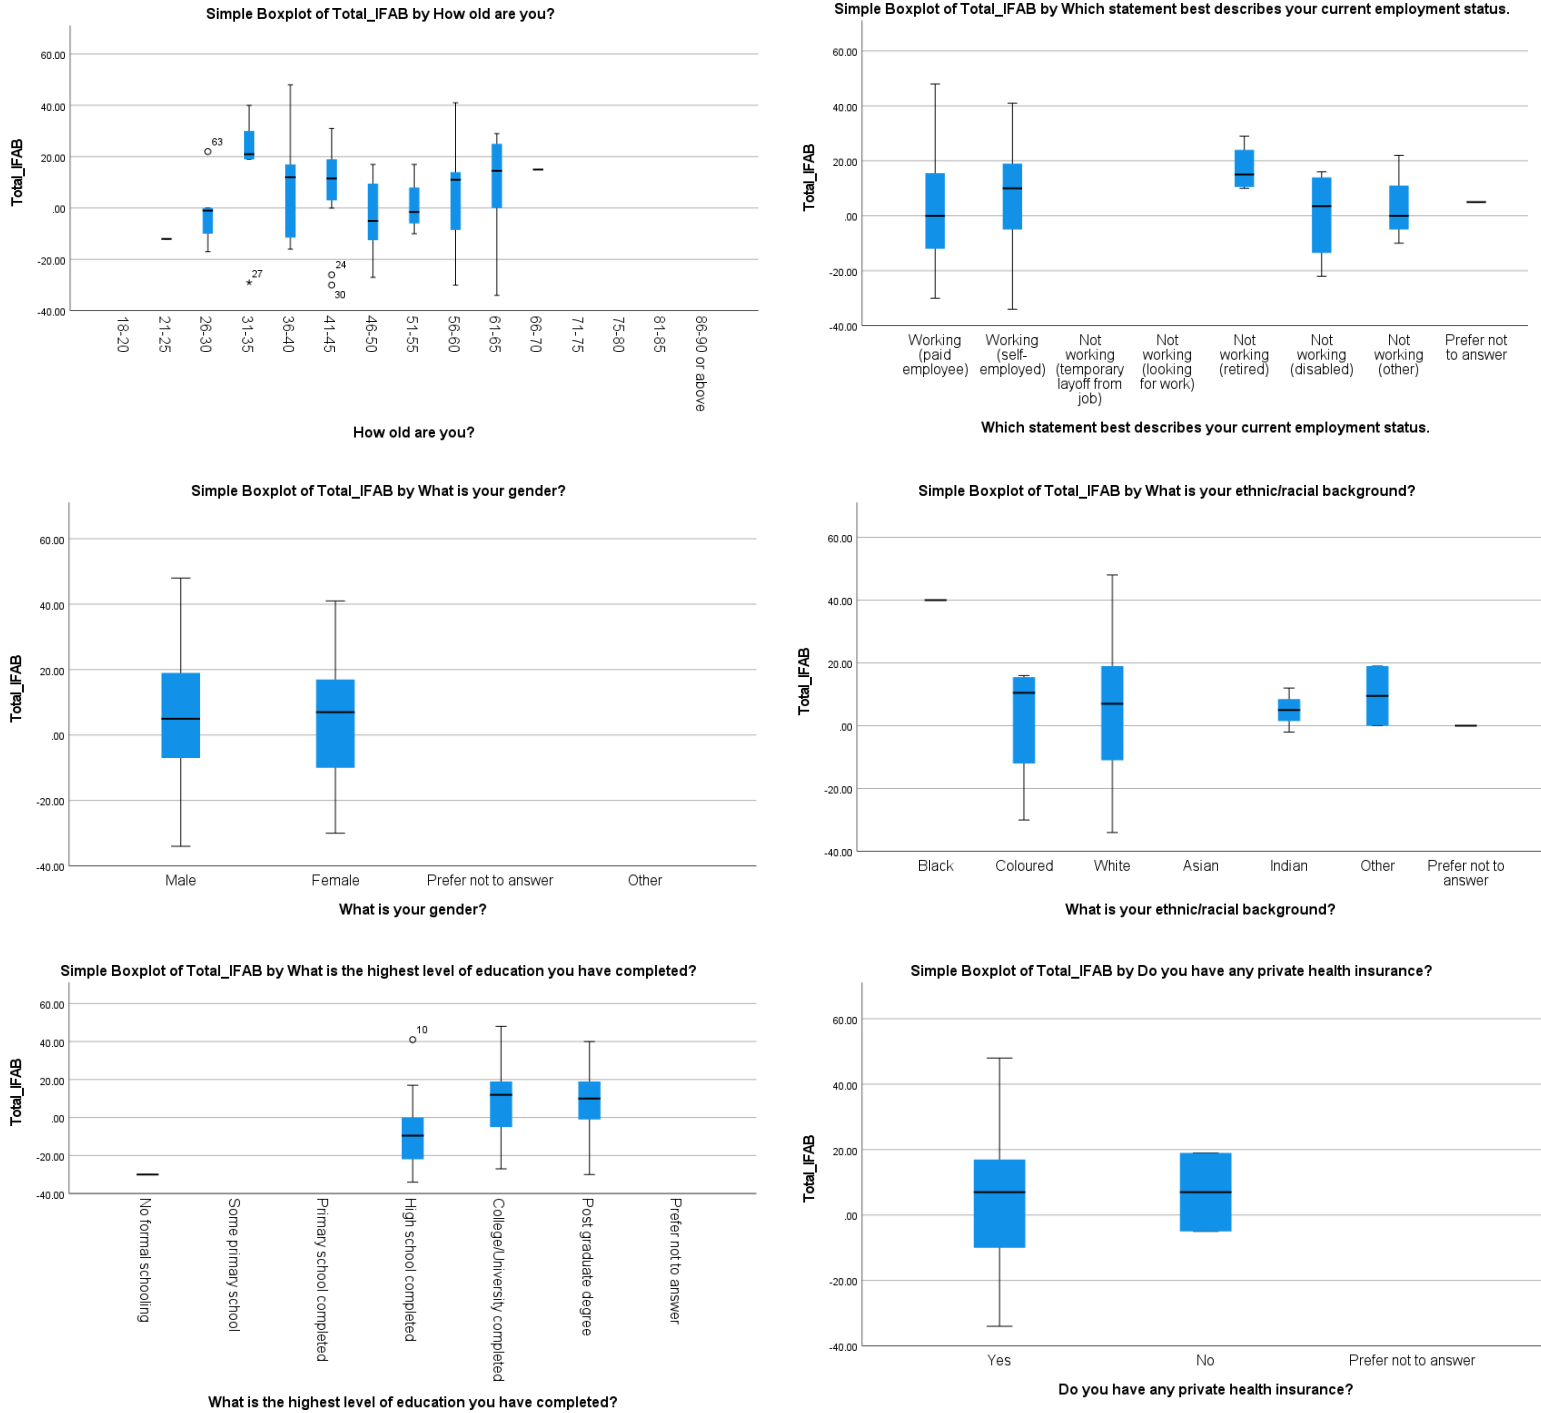 Simple Boxplot of Total_IFAB by How old are you?
Total_IFAB
60.00
40.00
20.00
.00
-20.00
-40.00
63
27
24
30
18-20
21-25
26-30
31-35
36-40
41-45
46-50
51-55
56-60
61-65
66-70
71-75
75-80
81-85
86-90 or above
How old are you?
Simple Boxplot of Total_IFAB by Which statement best describes your current employment status.
Total_IFAB
60.00
40.00
20.00
.00
-20.00
-40.00
Working
(paid
employee)
Working
(self-
employed)
Not
working
(temporary
layoff from
job)
Not
working
(looking
for work)
Not
working
(retired)
Not
working
(disabled)
Not
working
(other)
Prefer not
to answer
Which statement best describes your current employment status.
Simple Boxplot of Total_IFAB by What is your gender?
Total_IFAB
60.00
40.00
20.00
.00
-20.00
-40.00
Male
Female
Prefer not to answer
Other
What is your gender?
Simple Boxplot of Total_IFAB by What is your ethnic/racial background?
Total_IFAB
60.00
40.00
20.00
.00
-20.00
-40.00
Black
Coloured
White
Asian
Indian
Other
Prefer not to
answer
What is your ethnic/racial background?
Simple Boxplot of Total_IFAB by What is the highest level of education you have completed?
Total_IFAB
60.00
40.00
20.00
.00
-20.00
-40.00
10
No formal schooling
Some primary school
Primary school completed
High school completed
College/University completed
Post graduate degree
Prefer not to answer
What is the highest level of education you have completed?
Simple Boxplot of Total_IFAB by Do you have any private health insurance?
Total_IFAB
60.00
40.00
20.00
.00
-20.00
-40.00
Yes
No
Prefer not to answer
Do you have any private health insurance?